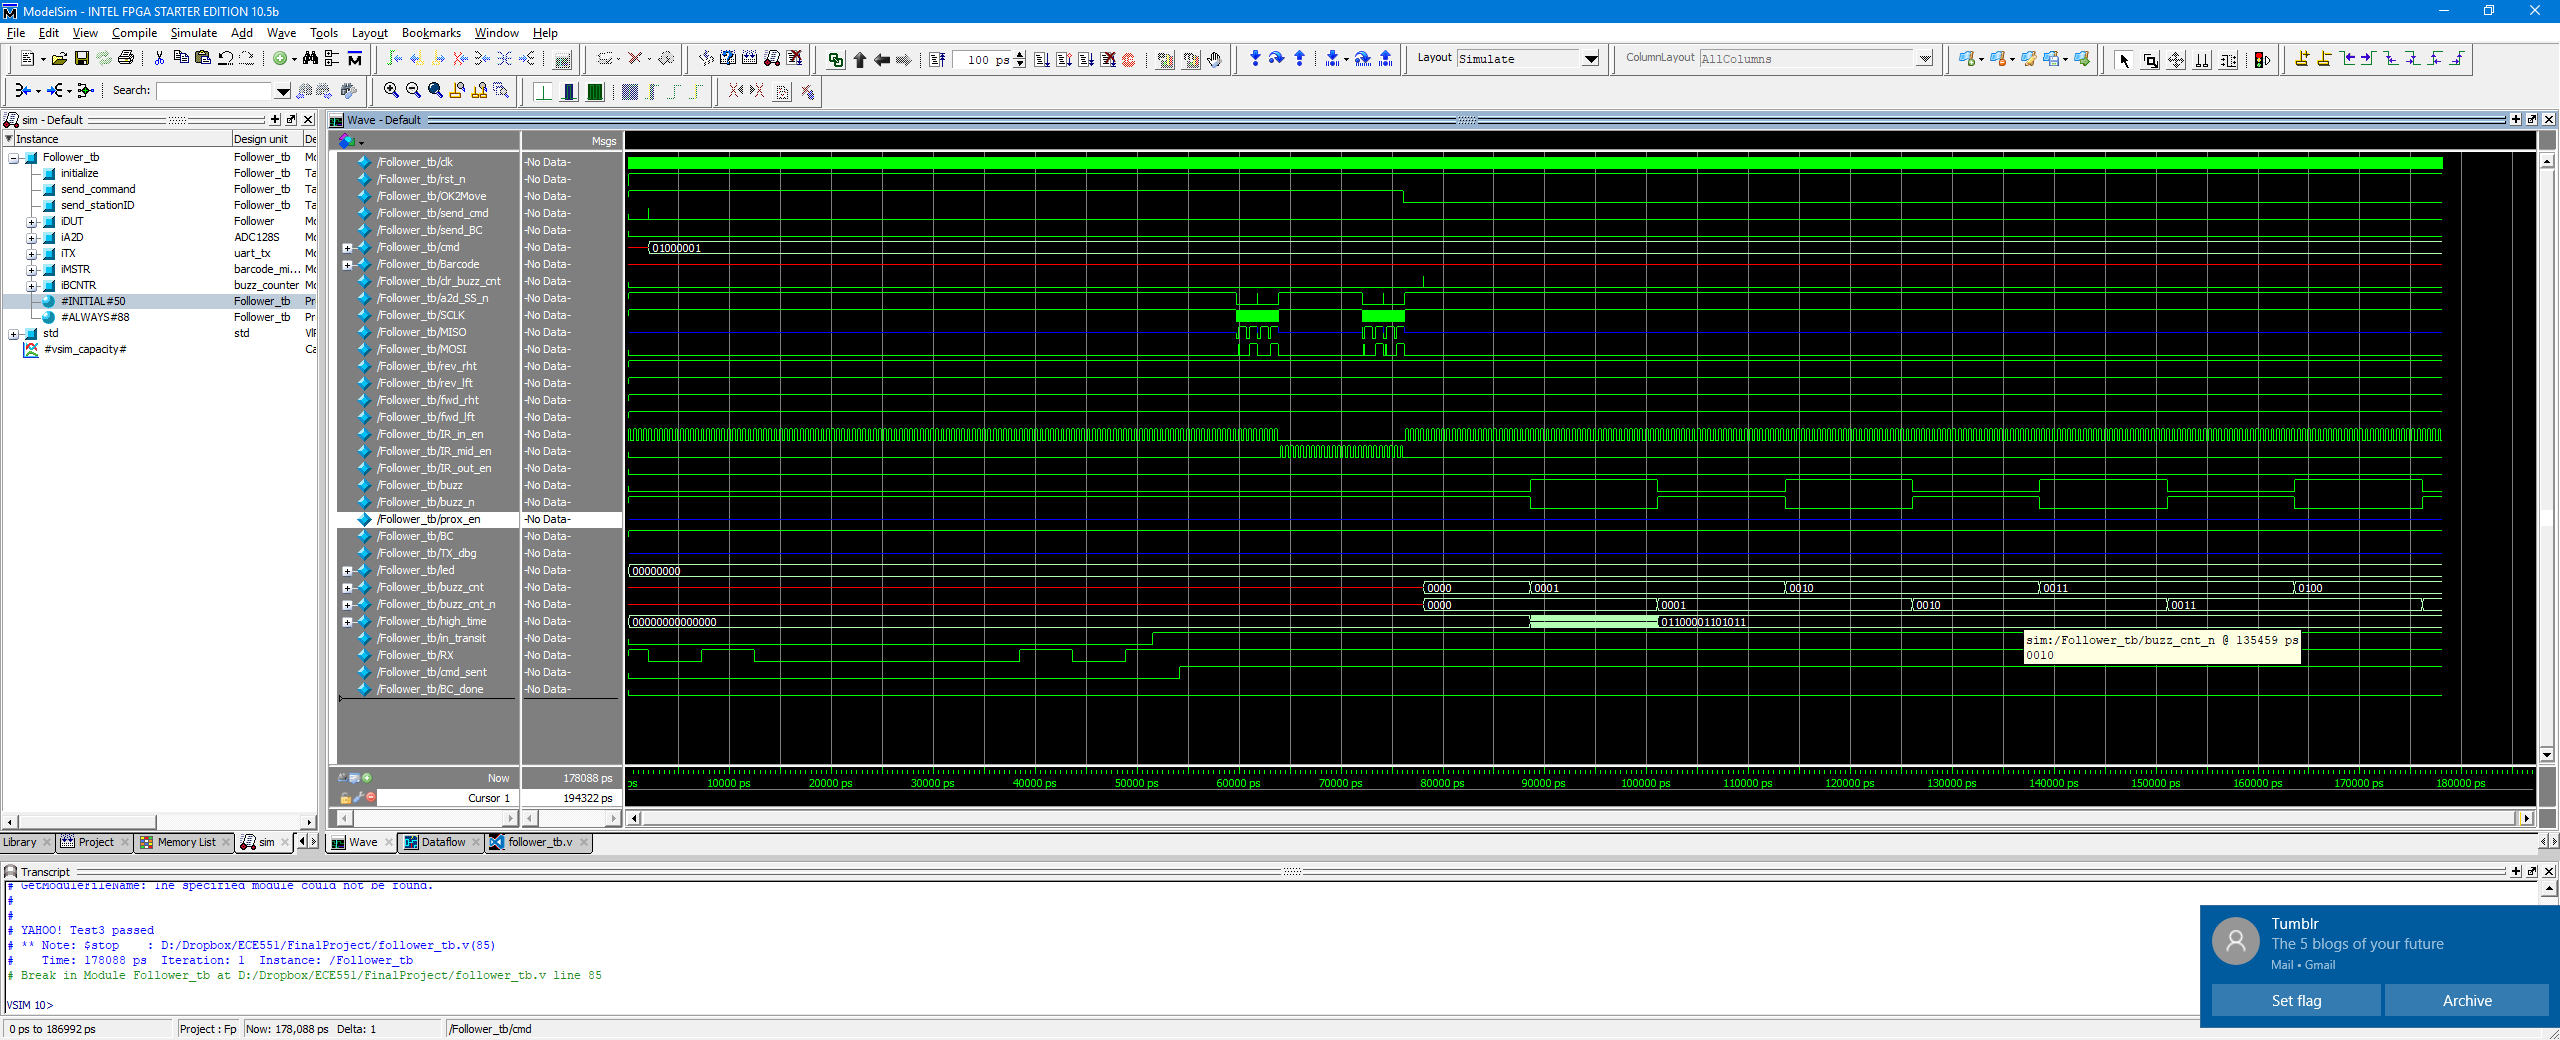 ModelSim - INTEL FPGA STARTER EDITION 10.5b
File Edit View Compile Simulate Add Wave Tools Layout Bookmarks Window Help
100 ps
Layout Simulate
ColumnLayout AllColumns
Search:
sim - Default
Instance Design unit De
Follower_tb Follower_tb Mo
initialize Follower_tb Ta
send_command Follower_tb Ta
send_stationID Follower_tb Ta
iDUT Follower Mo
iA2D ADC128S Mo
iTX uart_tx Mo
iMSTR barcode_mi... Mo
iBCNTR buzz_counter Mo
#INITIAL#50 Follower_tb Pr
#ALWAYS#88 Follower_tb Pr
std std
#vsim_capacity# Ca
Library Project Memory List sim
Wave - Default
Msgs
/Follower_tb/clk -No Data-
/Follower_tb/rst_n -No Data-
/Follower_tb/OK2Move -No Data-
/Follower_tb/send_cmd -No Data-
/Follower_tb/send_BC -No Data-
/Follower_tb/cmd -No Data- 01000001
/Follower_tb/Barcode -No Data-
/Follower_tb/clr_buzz_cnt -No Data-
/Follower_tb/a2d_SS_n -No Data-
/Follower_tb/SCLK -No Data-
/Follower_tb/MISO -No Data-
/Follower_tb/MOSI -No Data-
/Follower_tb/rev_rht -No Data-
/Follower_tb/rev_lft -No Data-
/Follower_tb/fwd_rht -No Data-
/Follower_tb/fwd_lft -No Data-
/Follower_tb/IR_in_en -No Data-
/Follower_tb/IR_mid_en -No Data-
/Follower_tb/IR_out_en -No Data-
/Follower_tb/buzz -No Data-
/Follower_tb/buzz_n -No Data-
/Follower_tb/prox_en -No Data-
/Follower_tb/BC -No Data-
/Follower_tb/TX_dbg -No Data-
/Follower_tb/led -No Data- 00000000
/Follower_tb/buzz_cnt -No Data- 0000 0001 0010 0011 0100
/Follower_tb/buzz_cnt_n -No Data- 0000 0001 0010 0011
/Follower_tb/high_time -No Data- 00000000000000 01100001101011
/Follower_tb/in_transit -No Data-
/Follower_tb/RX -No Data-
/Follower_tb/cmd_sent -No Data-
/Follower_tb/BC_done -No Data-
sim:/Follower_tb/buzz_cnt_n @ 135459 ps
0010
Now 178088 ps
ps 10000 ps 20000 ps 30000 ps 40000 ps 50000 ps 60000 ps 70000 ps 80000 ps 90000 ps 100000 ps 110000 ps 120000 ps 130000 ps 140000 ps 150000 ps 160000 ps 170000 ps 180000 ps
Cursor 1 194322 ps
Wave Dataflow follower_tb.v
Transcript
# GetModuleFileName: The specified module could not be found.
#
#
# YAHOO! Test3 passed
# ** Note: $stop : D:/Dropbox/ECE551/FinalProject/follower_tb.v(85)
# Time: 178088 ps Iteration: 1 Instance: /Follower_tb
# Break in Module Follower_tb at D:/Dropbox/ECE551/FinalProject/follower_tb.v line 85
VSIM 10>
Tumblr
The 5 blogs of your future
Mail • Gmail
Set flag Archive
0 ps to 186992 ps Project : Fp Now: 178,088 ps Delta: 1 /Follower_tb/cmd